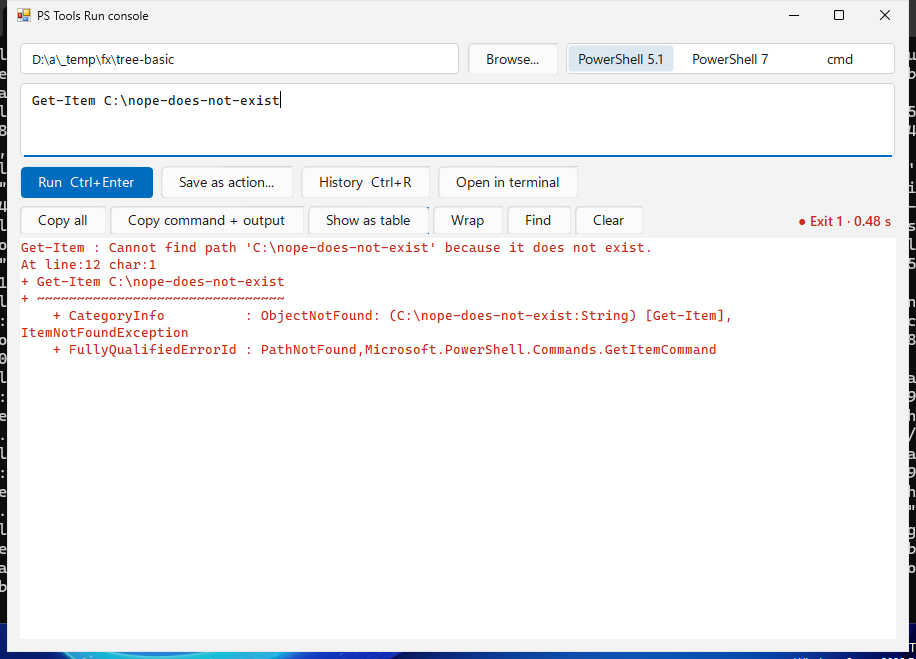 PS Tools Run console
D:\a\_temp\fx\tree-basic
Browse...
PowerShell 5.1
PowerShell 7
cmd
Get-Item C:\nope-does-not-exist
Run Ctrl+Enter
Save as action...
History Ctrl+R
Open in terminal
Copy all
Copy command + output
Show as table
Wrap
Find
Clear
● Exit 1 · 0.48 s
Get-Item : Cannot find path 'C:\nope-does-not-exist' because it does not exist.
At line:12 char:1
+ Get-Item C:\nope-does-not-exist
+ ~~~~~~~~~~~~~~~~~~~~~~~~~~~~~~~
    + CategoryInfo          : ObjectNotFound: (C:\nope-does-not-exist:String) [Get-Item],
ItemNotFoundException
    + FullyQualifiedErrorId : PathNotFound,Microsoft.PowerShell.Commands.GetItemCommand